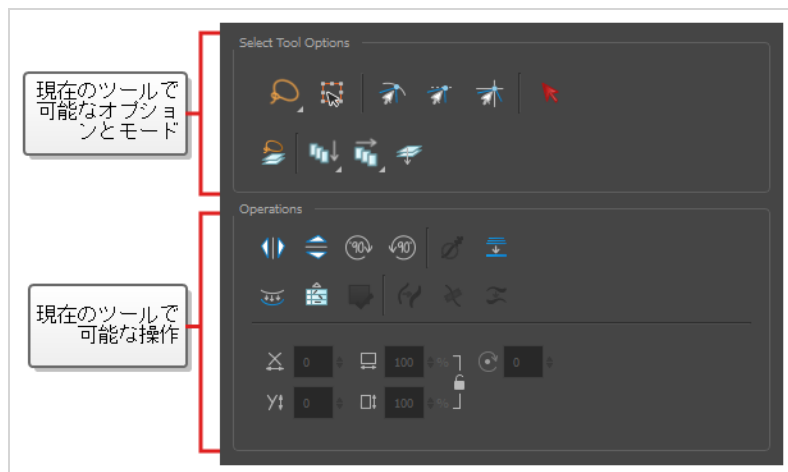 Select Tool Options
現在のツールで
可能なオプショ
ンとモード
Operations
90 90
現在のツールで
可能な操作
X 0 100 % 0
Y 0 100 %